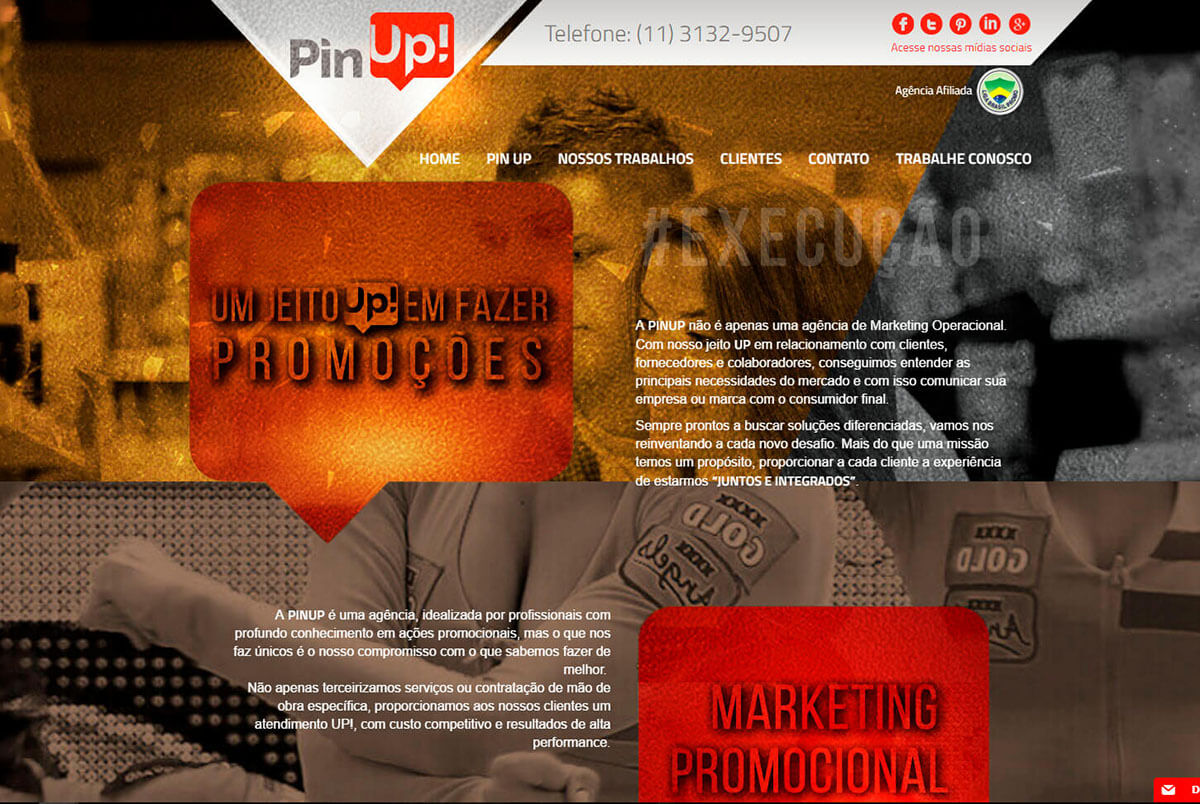 Pin Up!
Telefone: (11) 3132-9507
Acesse nossas mídias sociais
Agência Afiliada
HOME PIN UP NOSSOS TRABALHOS CLIENTES CONTATO TRABALHE CONOSCO
#EXECUÇÃO
UM JEITO Up! EM FAZER
PROMOÇÕES
A PINUP não é apenas uma agência de Marketing Operacional.
Com nosso jeito UP em relacionamento com clientes,
fornecedores e colaboradores, conseguimos entender as
principais necessidades do mercado e com isso comunicar sua
empresa ou marca com o consumidor final.
Sempre prontos a buscar soluções diferenciadas, vamos nos
reinventando a cada novo desafio. Mais do que uma missão
temos um propósito, proporcionar a cada cliente a experiência
de estarmos “JUNTOS E INTEGRADOS”.
XXXX
GOLD
XXXX
Angel
XXXX
GOLD
XXXX
A PINUP é uma agência, idealizada por profissionais com
profundo conhecimento em ações promocionais, mas o que nos
faz únicos é o nosso compromisso com o que sabemos fazer de
melhor.
Não apenas terceirizamos serviços ou contratação de mão de
obra específica, proporcionamos aos nossos clientes um
atendimento UP!, com custo competitivo e resultados de alta
performance.
MARKETING
PROMOCIONAL